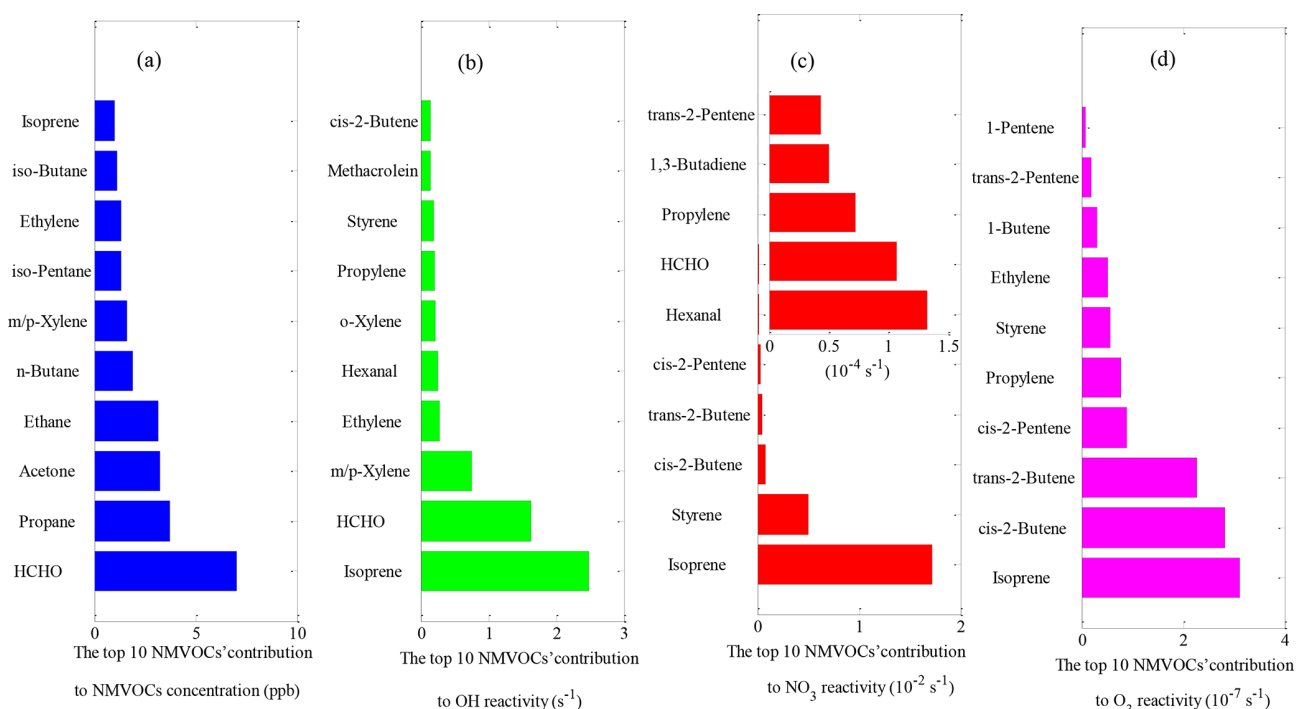 (a)
Isoprene
iso-Butane
Ethylene
iso-Pentane
m/p-Xylene
n-Butane
Ethane
Acetone
Propane
HCHO
0 5 10
The top 10 NMVOCs’contribution
to NMVOCs concentration (ppb)
(b)
cis-2-Butene
Methacrolein
Styrene
Propylene
o-Xylene
Hexanal
Ethylene
m/p-Xylene
HCHO
Isoprene
0 1 2 3
The top 10 NMVOCs’contribution
to OH reactivity (s⁻¹)
(c)
trans-2-Pentene
1,3-Butadiene
Propylene
HCHO
Hexanal
0 0.5 1 1.5
(10⁻⁴ s⁻¹)
cis-2-Pentene
trans-2-Butene
cis-2-Butene
Styrene
Isoprene
0 1 2
The top 10 NMVOCs’contribution
to NO₃ reactivity (10⁻² s⁻¹)
(d)
1-Pentene
trans-2-Pentene
1-Butene
Ethylene
Styrene
Propylene
cis-2-Pentene
trans-2-Butene
cis-2-Butene
Isoprene
0 2 4
The top 10 NMVOCs’contribution
to O₃ reactivity (10⁻⁷ s⁻¹)